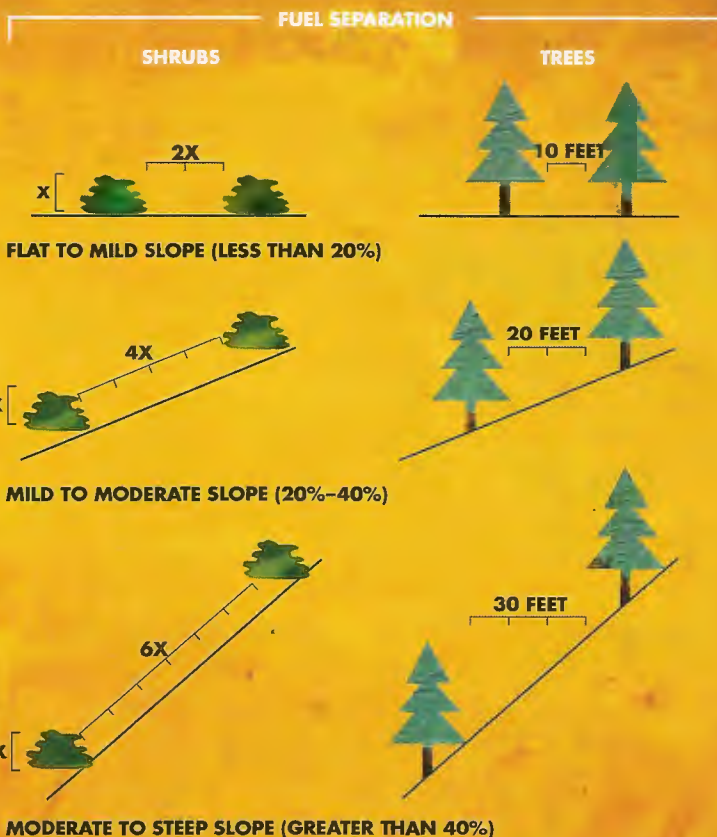 FUEL SEPARATION
SHRUBS
TREES
2X
10 FEET
X
FLAT TO MILD SLOPE (LESS THAN 20%)
20 FEET
4X
X
MILD TO MODERATE SLOPE (20%–40%)
30 FEET
6X
X
MODERATE TO STEEP SLOPE (GREATER THAN 40%)